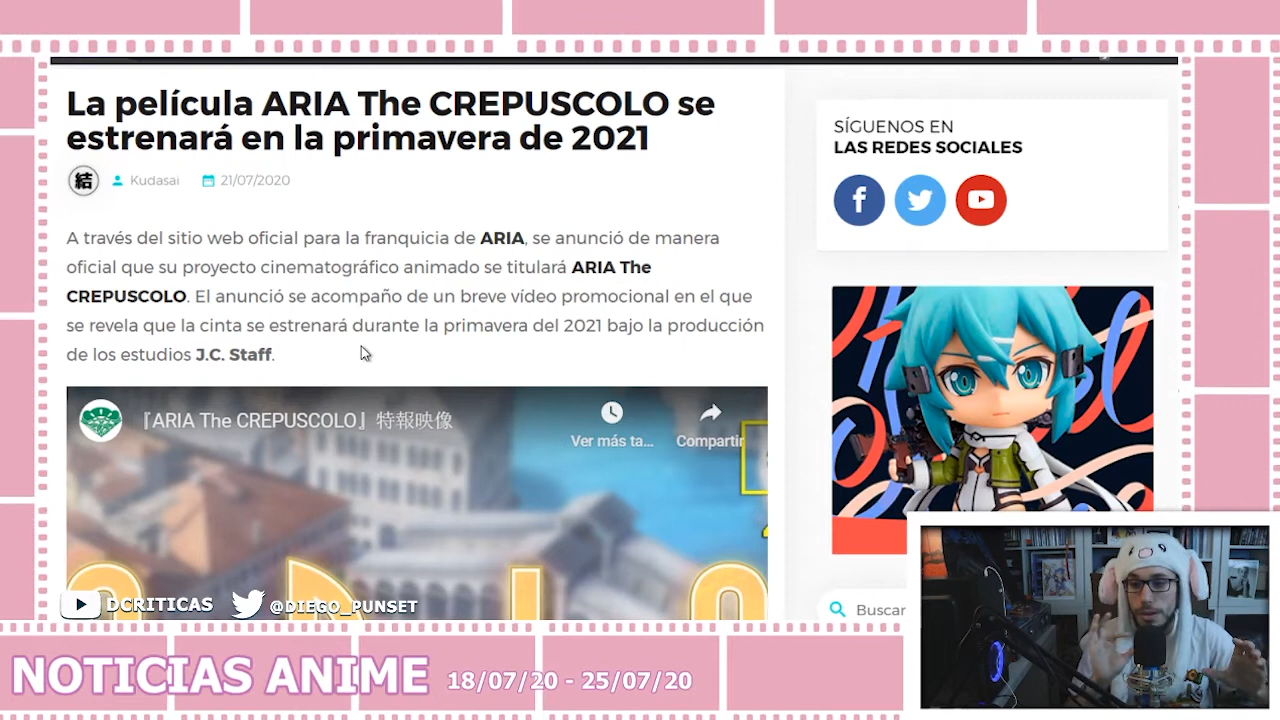 La película ARIA The CREPUSCOLO se
estrenará en la primavera de 2021
結
Kudasai
21/07/2020
A través del sitio web oficial para la franquicia de ARIA, se anunció de manera
oficial que su proyecto cinematográfico animado se titulará ARIA The
CREPUSCOLO. El anunció se acompaño de un breve vídeo promocional en el que
se revela que la cinta se estrenará durante la primavera del 2021 bajo la producción
de los estudios J.C. Staff.
『ARIA The CREPUSCOLO』特報映像
Ver más ta...
Compartir
SÍGUENOS EN
LAS REDES SOCIALES
Buscar
DCRITICAS
@DIEGO_PUNSET
NOTICIAS ANIME
18/07/20 - 25/07/20